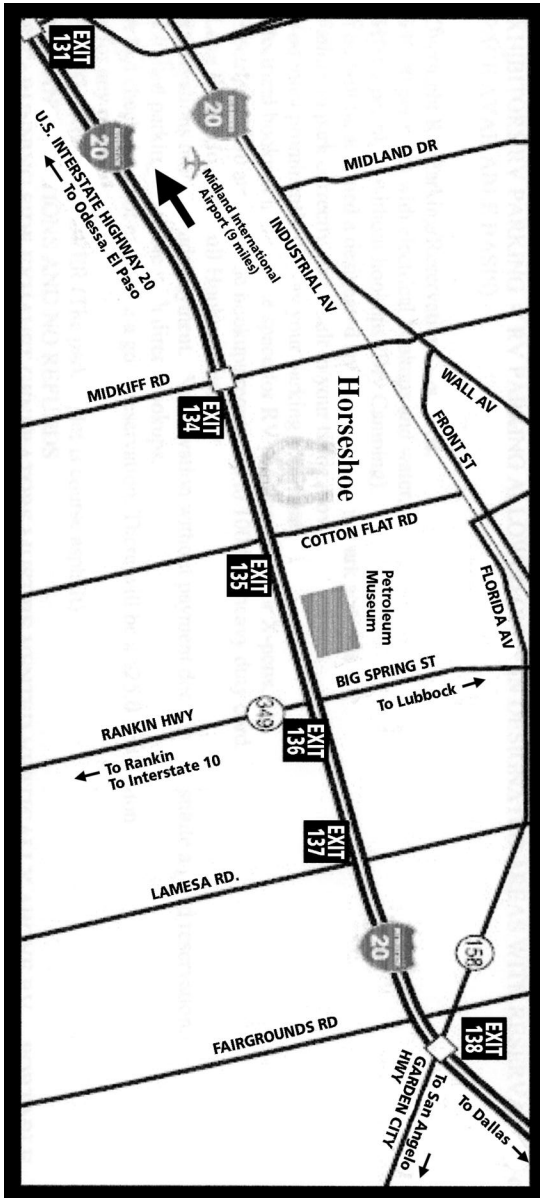 EXIT
131
20
U.S. INTERSTATE HIGHWAY 20
To Odessa, El Paso
20
Midland International
Airport (9 miles)
MIDLAND DR
INDUSTRIAL AV
MIDKIFF RD
EXIT
134
WALL AV
FRONT ST
Horseshoe
COTTON FLAT RD
EXIT
135
Petroleum
Museum
FLORIDA AV
BIG SPRING ST
To Lubbock
RANKIN HWY
349
To Rankin
To Interstate 10
EXIT
136
EXIT
137
LAMESA RD.
20
158
FAIRGROUNDS RD
EXIT
138
GARDEN CITY
HWY
To San Angelo
To Dallas